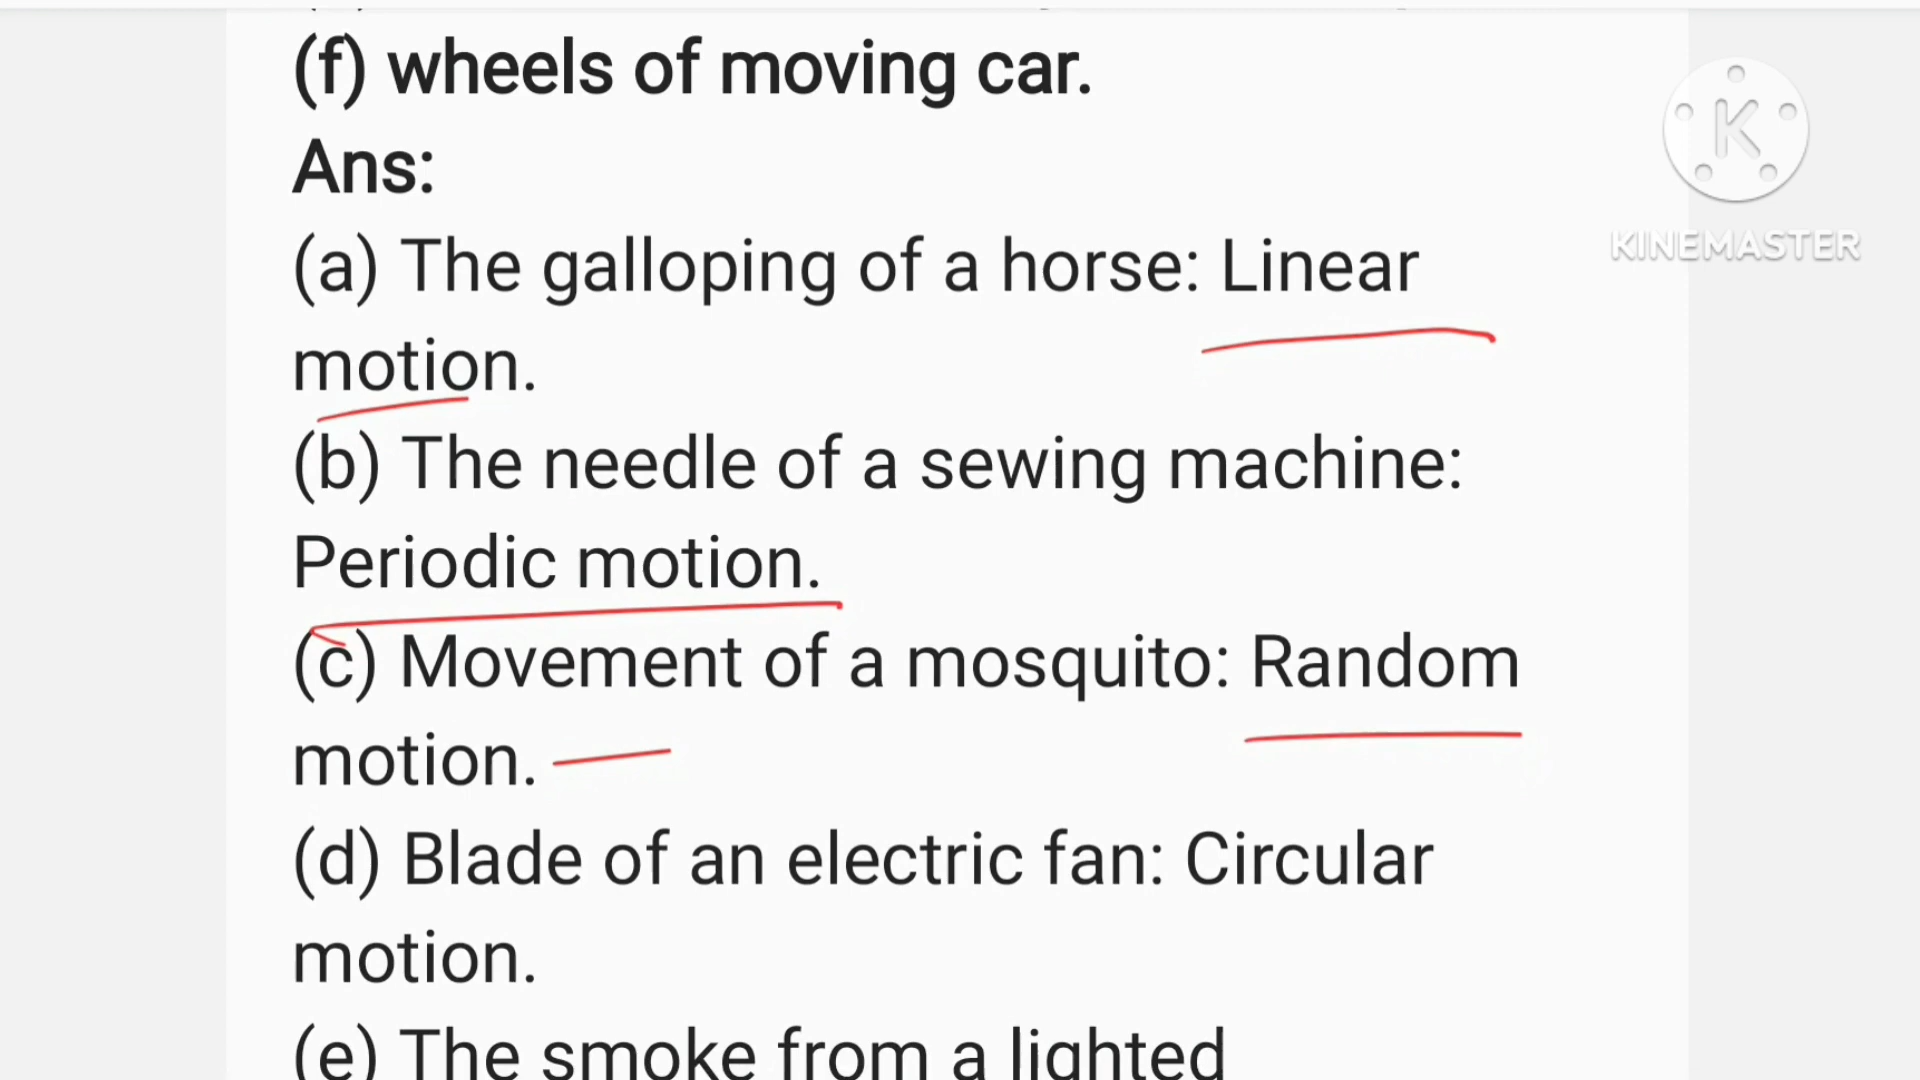 (f) wheels of moving car.
Ans:
(a) The galloping of a horse: Linear
motion.
(b) The needle of a sewing machine:
Periodic motion.
(c) Movement of a mosquito: Random
motion.
(d) Blade of an electric fan: Circular
motion.
(e) The smoke from a lighted
K
KINEMASTER